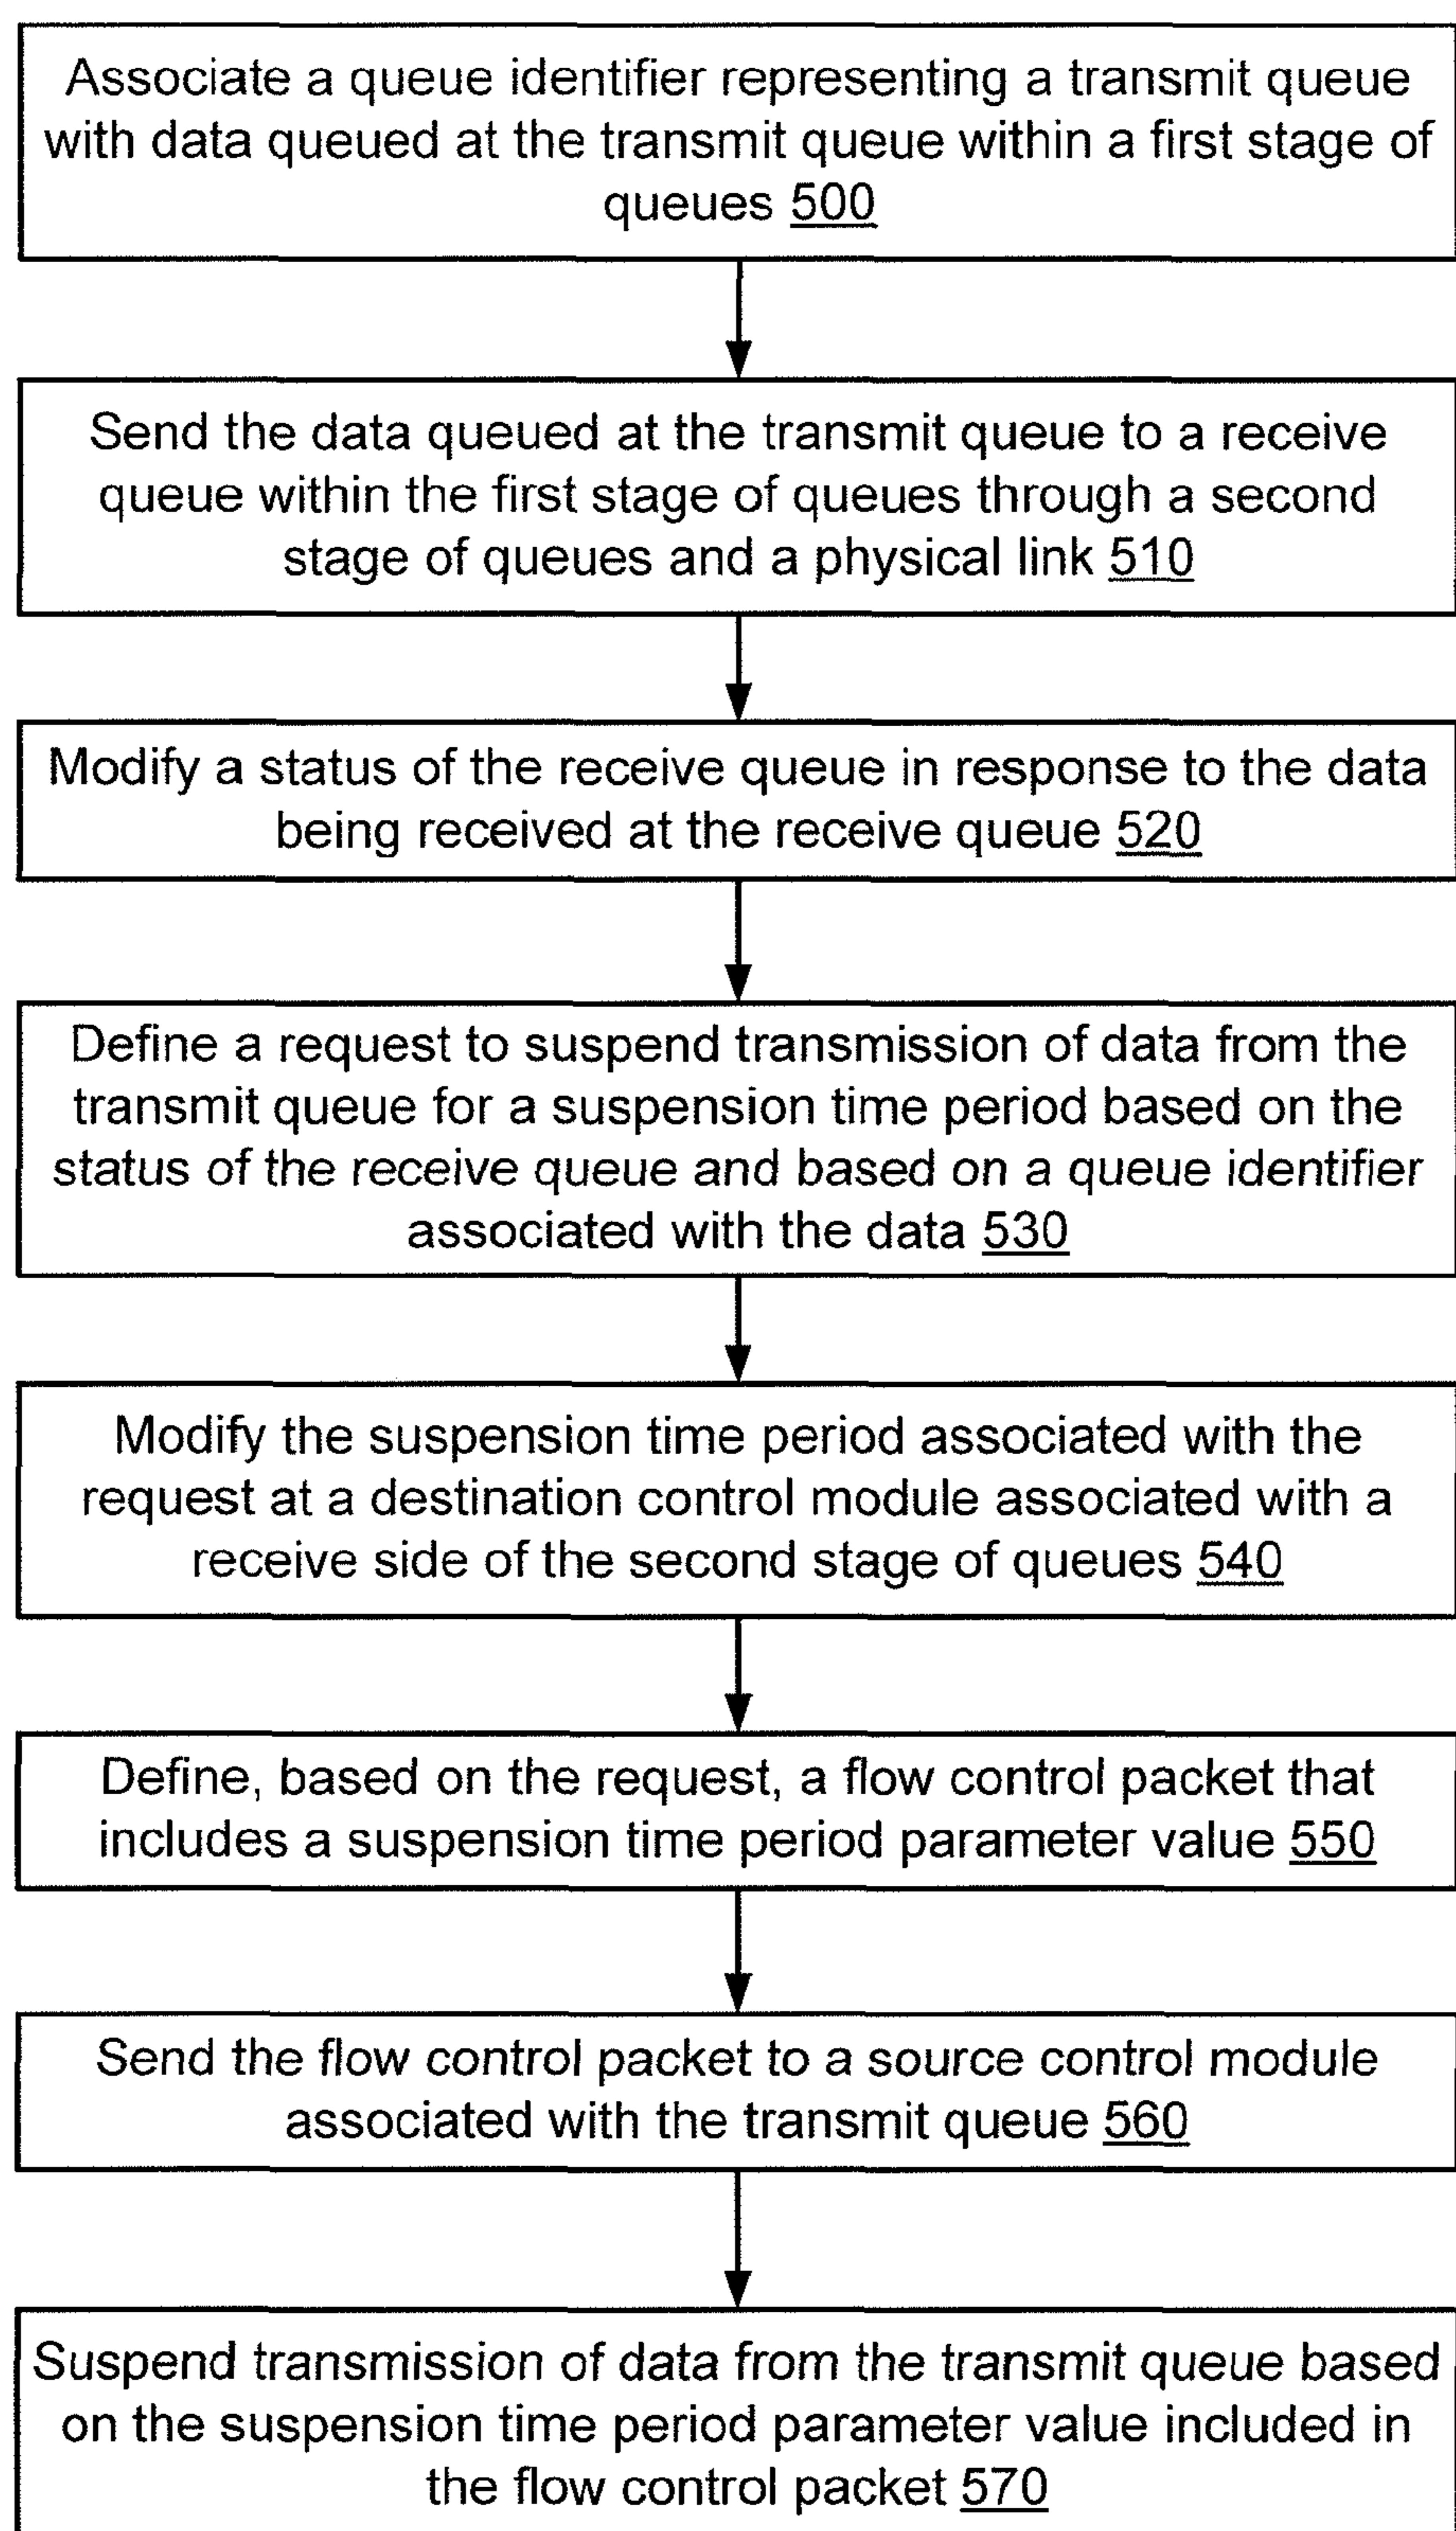 Associate a queue identifier representing a transmit queue
with data queued at the transmit queue within a first stage of
queues 500
Send the data queued at the transmit queue to a receive
queue within the first stage of queues through a second
stage of queues and a physical link 510
Modify a status of the receive queue in response to the data
being received at the receive queue 520
Define a request to suspend transmission of data from the
transmit queue for a suspension time period based on the
status of the receive queue and based on a queue identifier
associated with the data 530
Modify the suspension time period associated with the
request at a destination control module associated with a
receive side of the second stage of queues 540
Define, based on the request, a flow control packet that
includes a suspension time period parameter value 550
Send the flow control packet to a source control module
associated with the transmit queue 560
Suspend transmission of data from the transmit queue based
on the suspension time period parameter value included in
the flow control packet 570